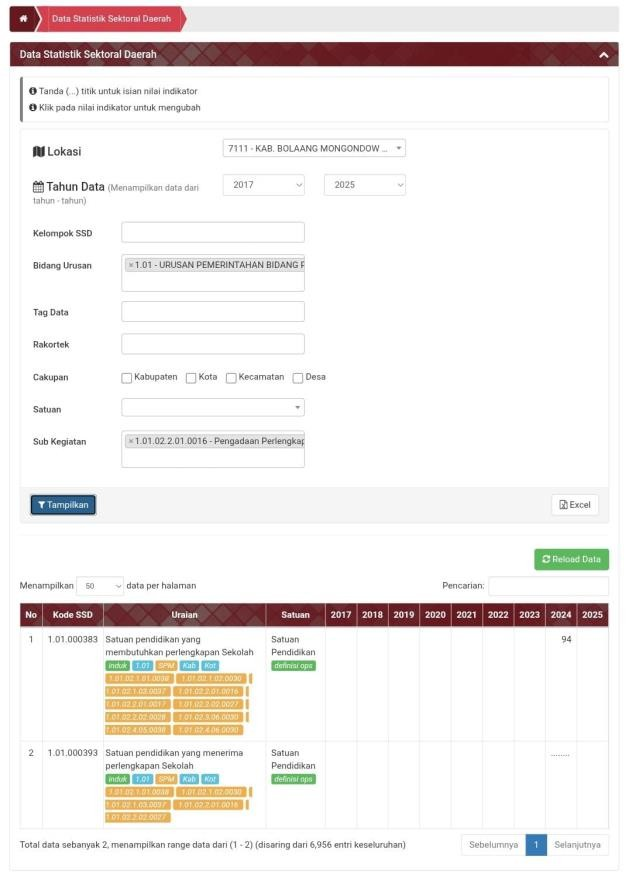 Data Statistik Sektoral Daerah
Data Statistik Sektoral Daerah
Tanda (...) titik untuk isian nilai indikator
Klik pada nilai indikator untuk mengubah
Lokasi
7111 - KAB. BOLAANG MONGONDOW ...
Tahun Data (Menampilkan data dari
tahun - tahun)
2017
2025
Kelompok SSD
Bidang Urusan
×1.01 - URUSAN PEMERINTAHAN BIDANG P
Tag Data
Rakortek
Cakupan
Kabupaten Kota Kecamatan Desa
Satuan
Sub Kegiatan
×1.01.02.2.01.0016 - Pengadaan Perlengkap
Tampilkan
Excel
Reload Data
Menampilkan 50 data per halaman
Pencarian:
No Kode SSD Uraian Satuan 2017 2018 2019 2020 2021 2022 2023 2024 2025
1 1.01.000383 Satuan pendidikan yang
membutuhkan perlengkapan Sekolah
Induk 1.01 SPM Kab Kot
1.01.02.1.01.0038 1.01.02.1.02.0030
1.01.02.1.03.0037 1.01.02.2.01.0016
1.01.02.2.01.0017 1.01.02.2.02.0027
1.01.02.2.02.0028 1.01.02.3.06.0030
1.01.02.4.05.0038 1.01.02.4.06.0030
Satuan
Pendidikan
definisi ops
94
2 1.01.000393 Satuan pendidikan yang menerima
perlengkapan Sekolah
Induk 1.01 SPM Kab Kot
1.01.02.1.01.0038 1.01.02.1.02.0030
1.01.02.1.03.0037 1.01.02.2.01.0016
1.01.02.2.02.0027
Satuan
Pendidikan
definisi ops
........
Total data sebanyak 2, menampilkan range data dari (1 - 2) (disaring dari 6,956 entri keseluruhan)
Sebelumnya 1 Selanjutnya